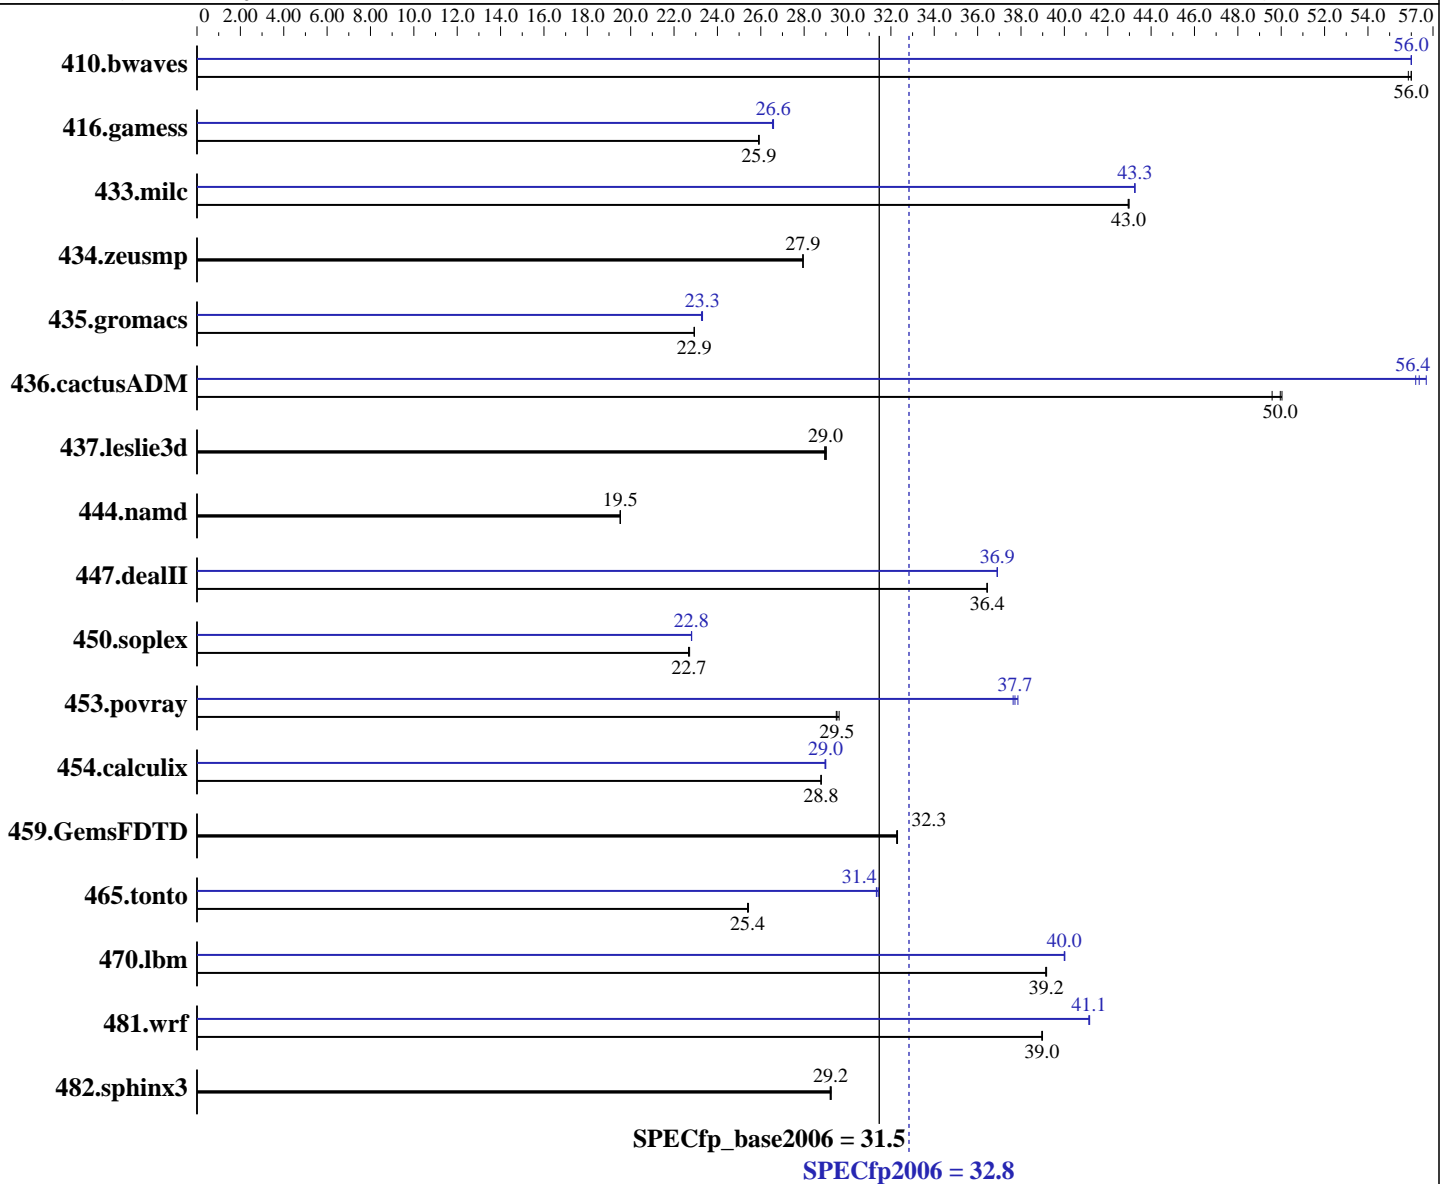 0 2.00 4.00 6.00 8.00 10.0 12.0 14.0 16.0 18.0 20.0 22.0 24.0 26.0 28.0 30.0 32.0 34.0 36.0 38.0 40.0 42.0 44.0 46.0 48.0 50.0 52.0 54.0 57.0
410.bwaves
56.0
56.0
416.gamess
26.6
25.9
433.milc
43.3
43.0
434.zeusmp
27.9
435.gromacs
23.3
22.9
436.cactusADM
56.4
50.0
437.leslie3d
29.0
444.namd
19.5
447.dealII
36.9
36.4
450.soplex
22.8
22.7
453.povray
37.7
29.5
454.calculix
29.0
28.8
459.GemsFDTD
32.3
465.tonto
31.4
25.4
470.lbm
40.0
39.2
481.wrf
41.1
39.0
482.sphinx3
29.2
SPECfp_base2006 = 31.5
SPECfp2006 = 32.8